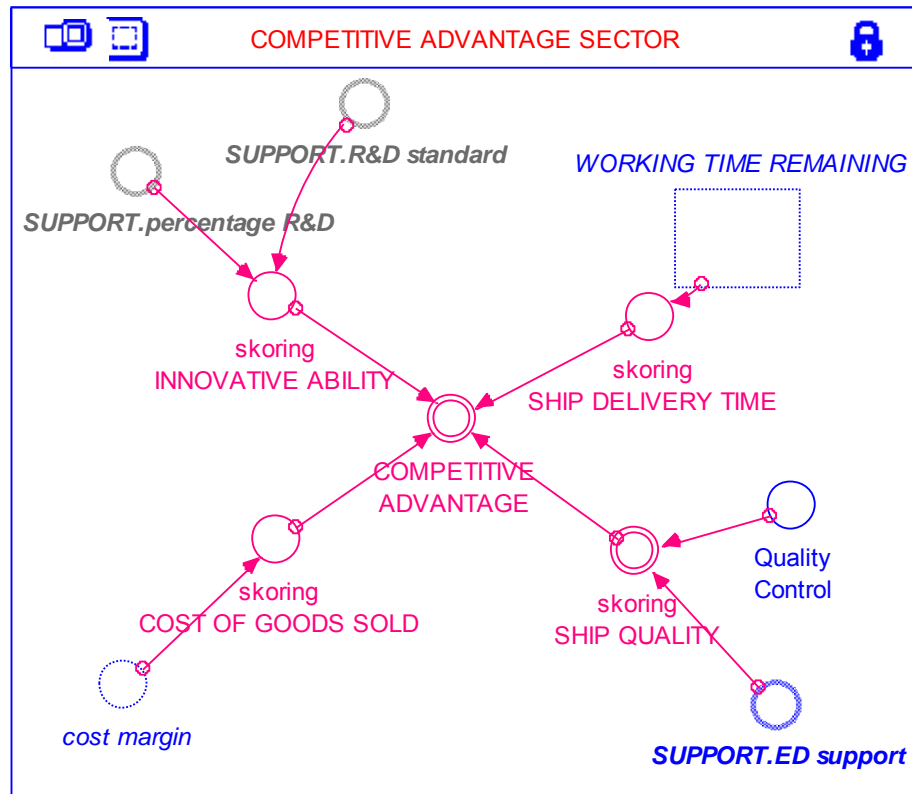 COMPETITIVE ADVANTAGE SECTOR
SUPPORT.R&D standard
WORKING TIME REMAINING
SUPPORT.percentage R&D
skoring
INNOVATIVE ABILITY
skoring
SHIP DELIVERY TIME
COMPETITIVE
ADVANTAGE
Quality
Control
skoring
COST OF GOODS SOLD
skoring
SHIP QUALITY
cost margin
SUPPORT.ED support